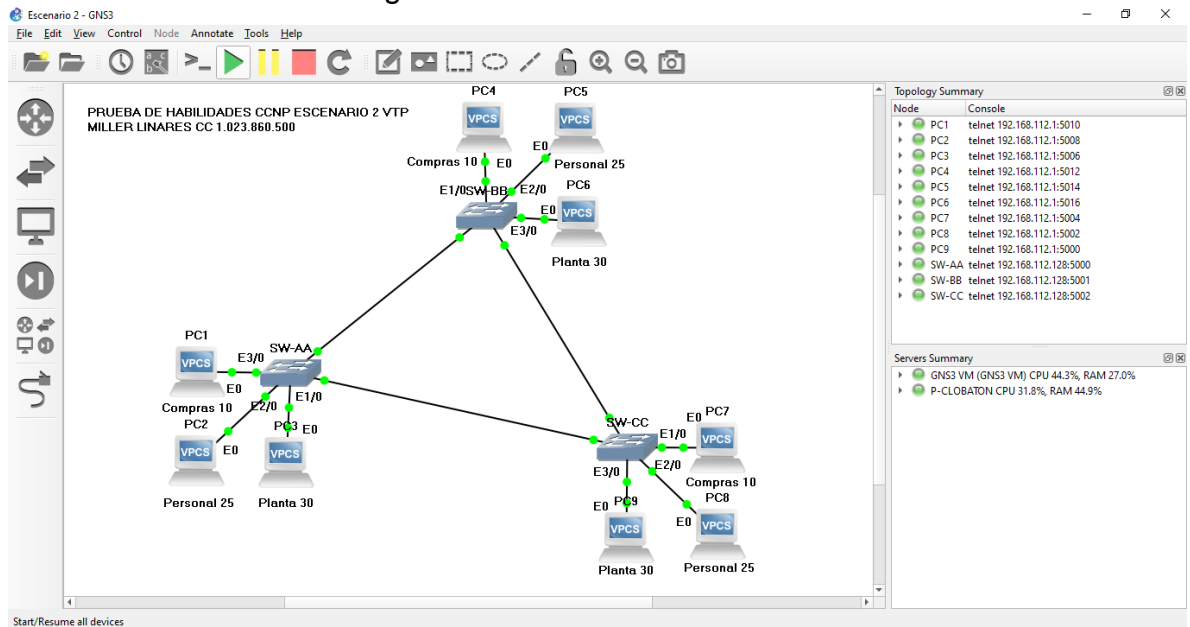 Escenario 2 - GNS3
File Edit View Control Node Annotate Tools Help
PRUEBA DE HABILIDADES CCNP ESCENARIO 2 VTP
MILLER LINARES CC 1.023.860.500
PC4
PC5
VPCS
VPCS
Compras 10
E0
E0
Personal 25
E1/0
SW-BB
E2/0
PC6
E0
VPCS
E3/0
Planta 30
PC1
SW-AA
VPCS
E3/0
E0
Compras 10
E2/0
E1/0
PC2
PC3
E0
VPCS
E0
VPCS
Personal 25
Planta 30
SW-CC
E0
PC7
E1/0
VPCS
E3/0
E2/0
Compras 10
PC9
PC8
E0
E0
VPCS
VPCS
Planta 30
Personal 25
Topology Summary
Node Console
PC1 telnet 192.168.112.1:5010
PC2 telnet 192.168.112.1:5008
PC3 telnet 192.168.112.1:5006
PC4 telnet 192.168.112.1:5012
PC5 telnet 192.168.112.1:5014
PC6 telnet 192.168.112.1:5016
PC7 telnet 192.168.112.1:5004
PC8 telnet 192.168.112.1:5002
PC9 telnet 192.168.112.1:5000
SW-AA telnet 192.168.112.128:5000
SW-BB telnet 192.168.112.128:5001
SW-CC telnet 192.168.112.128:5002
Servers Summary
GNS3 VM (GNS3 VM) CPU 44.3%, RAM 27.0%
P-CLOBATON CPU 31.8%, RAM 44.9%
Start/Resume all devices